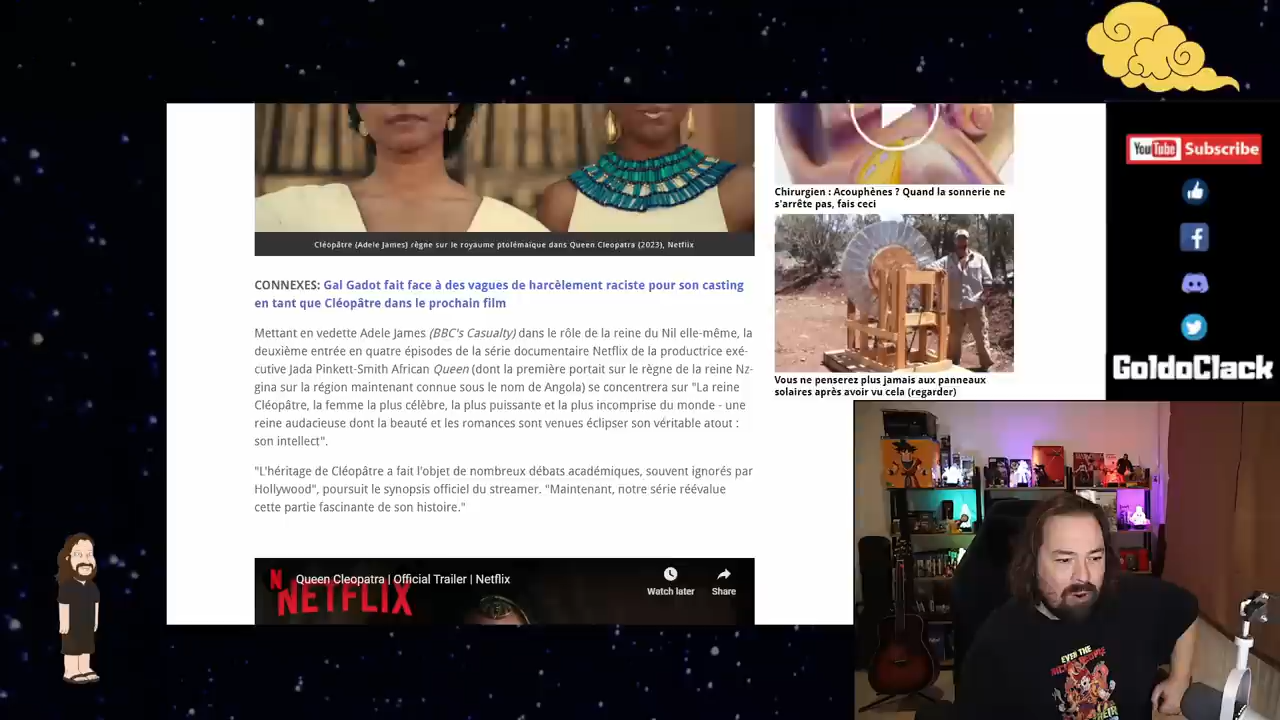 Cléopâtre (Adele James) règne sur le royaume ptolémaïque dans Queen Cleopatra (2023), Netflix
CONNEXES: Gal Gadot fait face à des vagues de harcèlement raciste pour son casting
en tant que Cléopâtre dans le prochain film
Mettant en vedette Adele James (BBC's Casualty) dans le rôle de la reine du Nil elle-même, la
deuxième entrée en quatre épisodes de la série documentaire Netflix de la productrice exé-
cutive Jada Pinkett-Smith African Queen (dont la première portait sur le règne de la reine Nz-
gina sur la région maintenant connue sous le nom de Angola) se concentrera sur "La reine
Cléopâtre, la femme la plus célèbre, la plus puissante et la plus incomprise du monde - une
reine audacieuse dont la beauté et les romances sont venues éclipser son véritable atout :
son intellect".
"L'héritage de Cléopâtre a fait l'objet de nombreux débats académiques, souvent ignorés par
Hollywood", poursuit le synopsis officiel du streamer. "Maintenant, notre série réévalue
cette partie fascinante de son histoire."
N Queen Cleopatra | Official Trailer | Netflix
NETFLIX
Watch later
Share
Chirurgien : Acouphènes ? Quand la sonnerie ne
s'arrête pas, fais ceci
Vous ne penserez plus jamais aux panneaux
solaires après avoir vu cela (regarder)
YouTube Subscribe
GoldoClack
EVEN THE